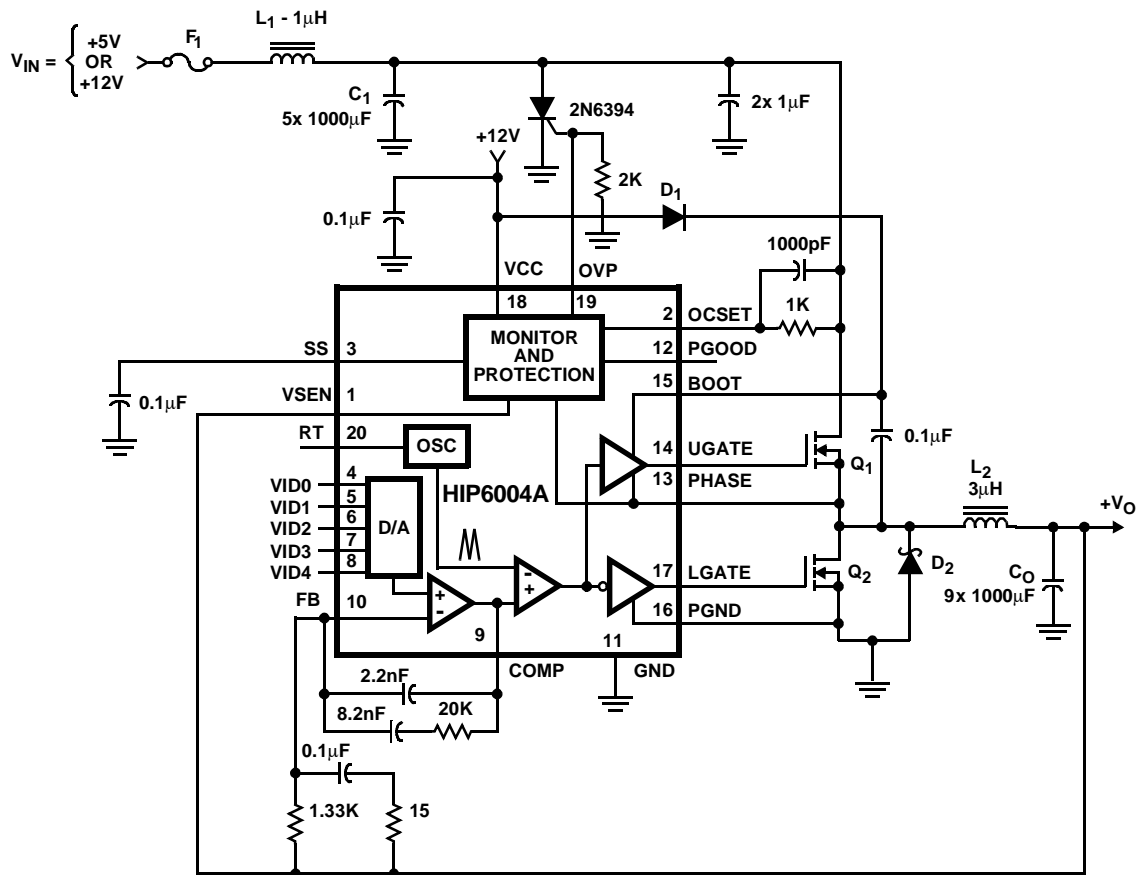 L1 - 1μH
F1
VIN =
+5V
OR
+12V
C1
5x 1000μF
2N6394
2x 1μF
+12V
2K
D1
0.1μF
1000pF
VCC
OVP
18
19
1K
2
OCSET
MONITOR
AND
PROTECTION
SS
3
12
PGOOD
15
BOOT
VSEN
1
0.1μF
0.1μF
RT
20
OSC
14
UGATE
Q1
L2
3μH
13
PHASE
+VO
VID0
4
VID1
5
VID2
6
VID3
7
VID4
8
D/A
HIP6004A
-
+
17
LGATE
Q2
D2
CO
9x 1000μF
FB
10
+
-
16
PGND
9
11
COMP
GND
2.2nF
8.2nF
20K
0.1μF
1.33K
15